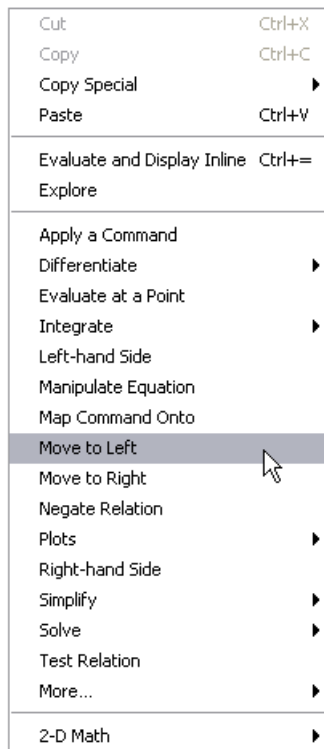 Cut Ctrl+X
Copy Ctrl+C
Copy Special
Paste Ctrl+V
Evaluate and Display Inline Ctrl+=
Explore
Apply a Command
Differentiate
Evaluate at a Point
Integrate
Left-hand Side
Manipulate Equation
Map Command Onto
Move to Left
Move to Right
Negate Relation
Plots
Right-hand Side
Simplify
Solve
Test Relation
More...
2-D Math